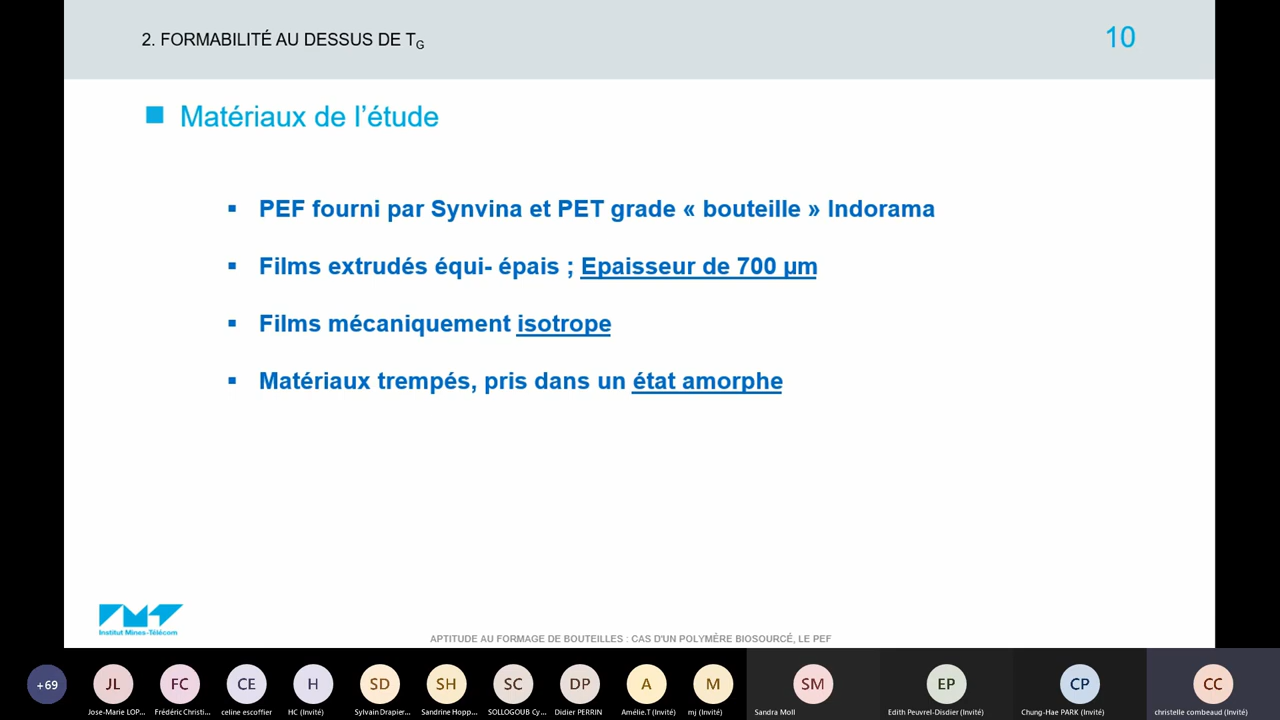 2. FORMABILITÉ AU DESSUS DE TG
10
Matériaux de l’étude
PEF fourni par Synvina et PET grade « bouteille » Indorama
Films extrudés équi- épais ; Epaisseur de 700 µm
Films mécaniquement isotrope
Matériaux trempés, pris dans un état amorphe
Institut Mines-Télécom
APTITUDE AU FORMAGE DE BOUTEILLES : CAS D'UN POLYMÈRE BIOSOURCÉ, LE PEF
+69 JL FC CE H SD SH SC DP A M SM EP CP CC
Jose-Marie LOP... Frédéric Christi... celine escoffier HC (Invité) Sylvain Drapier... Sandrine Hopp... SOLLOGOUB Cy... Didier PERRIN Amélie.T (Invité) mj (Invité) Sandra Moll Edith Peuvrel-Disdier (Invité) Chung-Hae PARK (Invité) christelle combeaud (Invité)